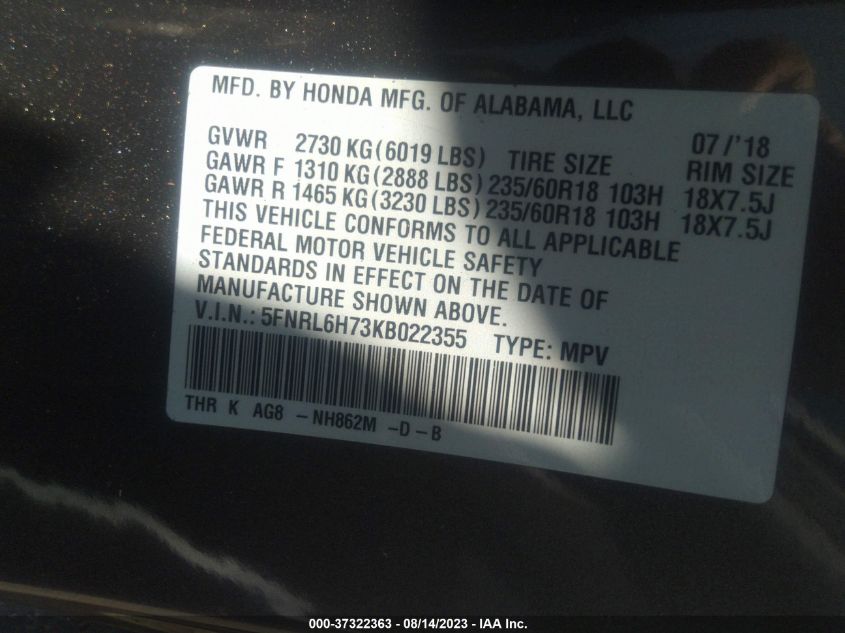 MFD. BY HONDA MFG. OF ALABAMA, LLC
07 /'18
GVWR 2730 KG (6019 LBS) TIRE SIZE RIM SIZE
GAWR F 1310 KG (2888 LBS) 235/60R18 103H 18X7.5J
GAWR R 1465 KG (3230 LBS) 235/60R18 103H 18X7.5J
THIS VEHICLE CONFORMS TO ALL APPLICABLE
FEDERAL MOTOR VEHICLE SAFETY
STANDARDS IN EFFECT ON THE DATE OF
MANUFACTURE SHOWN ABOVE.
V.I.N.: 5FNRL6H73KB022355 TYPE: MPV
THR K AG8 - NH862M - D - B
000-37322363 - 08/14/2023 - IAA Inc.